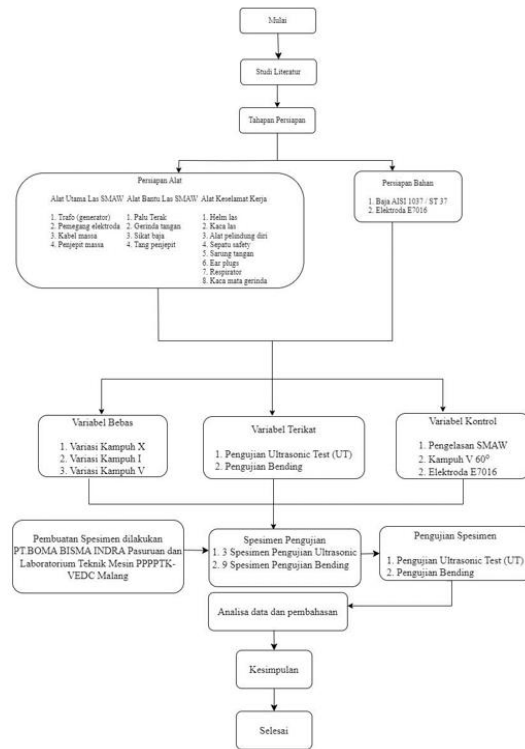 Mulai
Studi Literatur
Tahapan Persiapan
Persiapan Alat
Alat Utama Las SMAW
1. Trafo (generator)
2. Pemegang elektroda
3. Kabel massa
4. Penjepit massa
Alat Bantu Las SMAW
1. Palu Terak
2. Gerinda tangan
3. Sikat baja
4. Tang penjepit
Alat Keselamat Kerja
1. Helm las
2. Kaca las
3. Alat pelindung diri
4. Sepatu safety
5. Sarung tangan
6. Ear plugs
7. Respirator
8. Kaca mata gerinda
Persiapan Bahan
1. Baja AISI 1037 / ST 37
2. Elektroda E7016
Variabel Bebas
1. Variasi Kampuh X
2. Variasi Kampuh I
3. Variasi Kampuh V
Variabel Terikat
1. Pengujian Ultrasonic Test (UT)
2. Pengujian Bending
Variabel Kontrol
1. Pengelasan SMAW
2. Kampuh V 60⁰
3. Elektroda E7016
Pembuatan Spesimen dilakukan
PT.BOMA BISMA INDRA Pasuruan dan
Laboratorium Teknik Mesin PPPPTK-
VEDC Malang
Spesimen Pengujian
1. 3 Spesimen Pengujian Ultrasonic
2. 9 Spesimen Pengujian Bending
Pengujian Spesimen
1. Pengujian Ultrasonic Test (UT)
2. Pengujian Bending
Analisa data dan pembahasan
Kesimpulan
Selesai